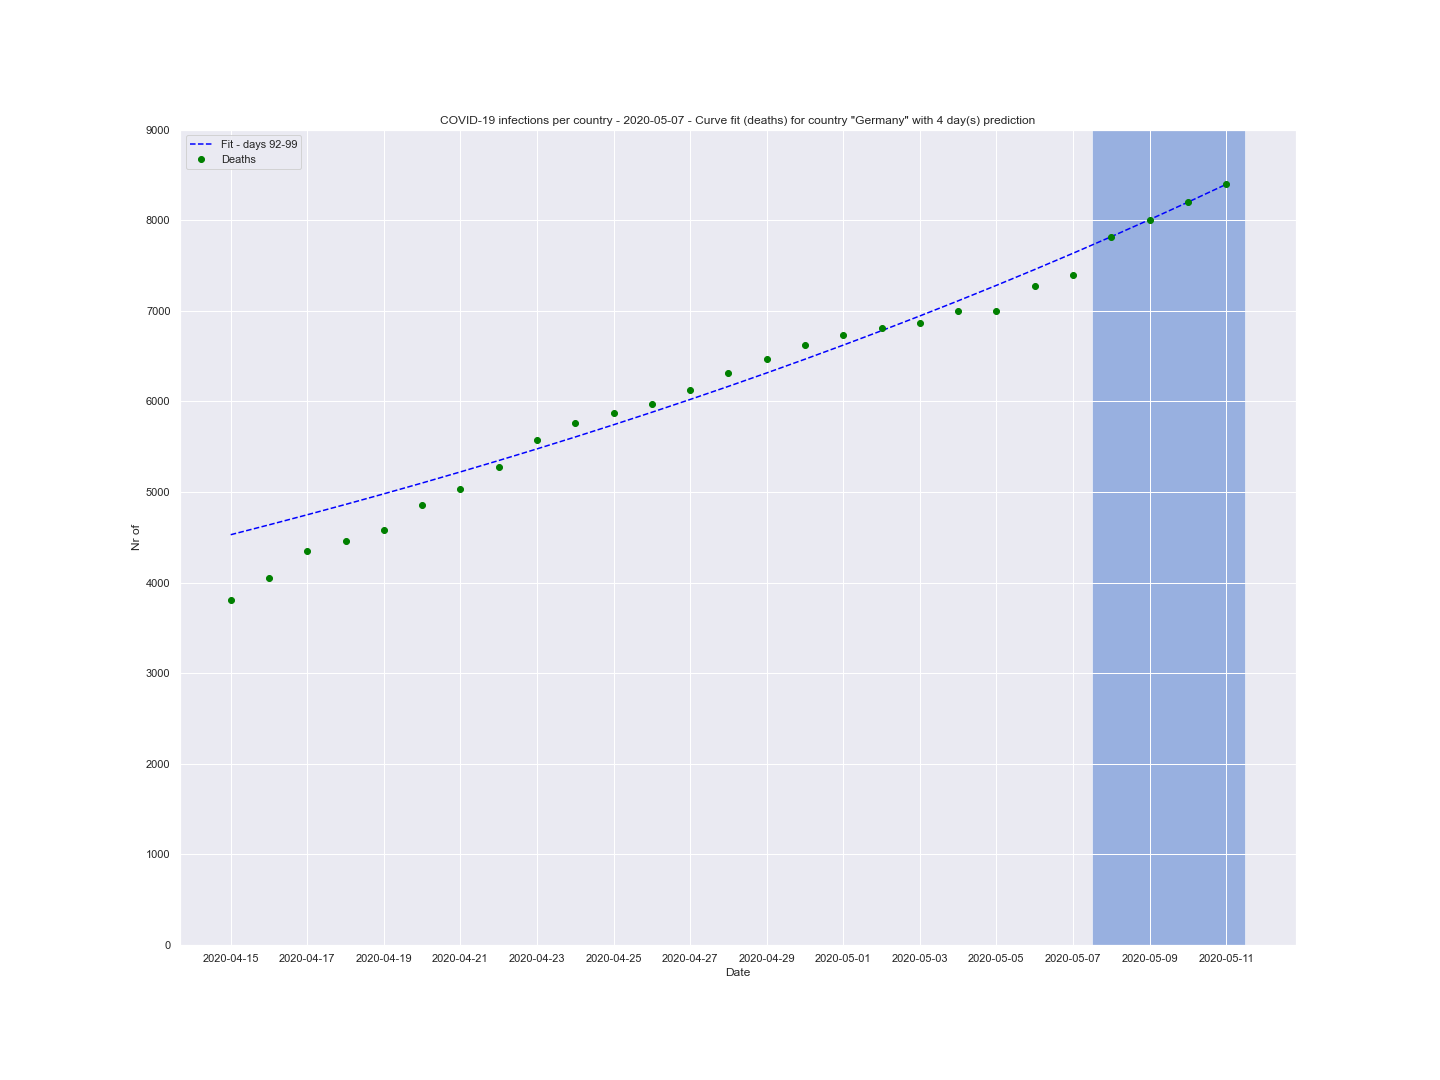 COVID-19 infections per country - 2020-05-07 - Curve fit (deaths) for country "Germany" with 4 day(s) prediction
Fit - days 92-99
Deaths
9000
8000
7000
6000
5000
4000
3000
2000
1000
0
Nr of
2020-04-15 2020-04-17 2020-04-19 2020-04-21 2020-04-23 2020-04-25 2020-04-27 2020-04-29 2020-05-01 2020-05-03 2020-05-05 2020-05-07 2020-05-09 2020-05-11
Date